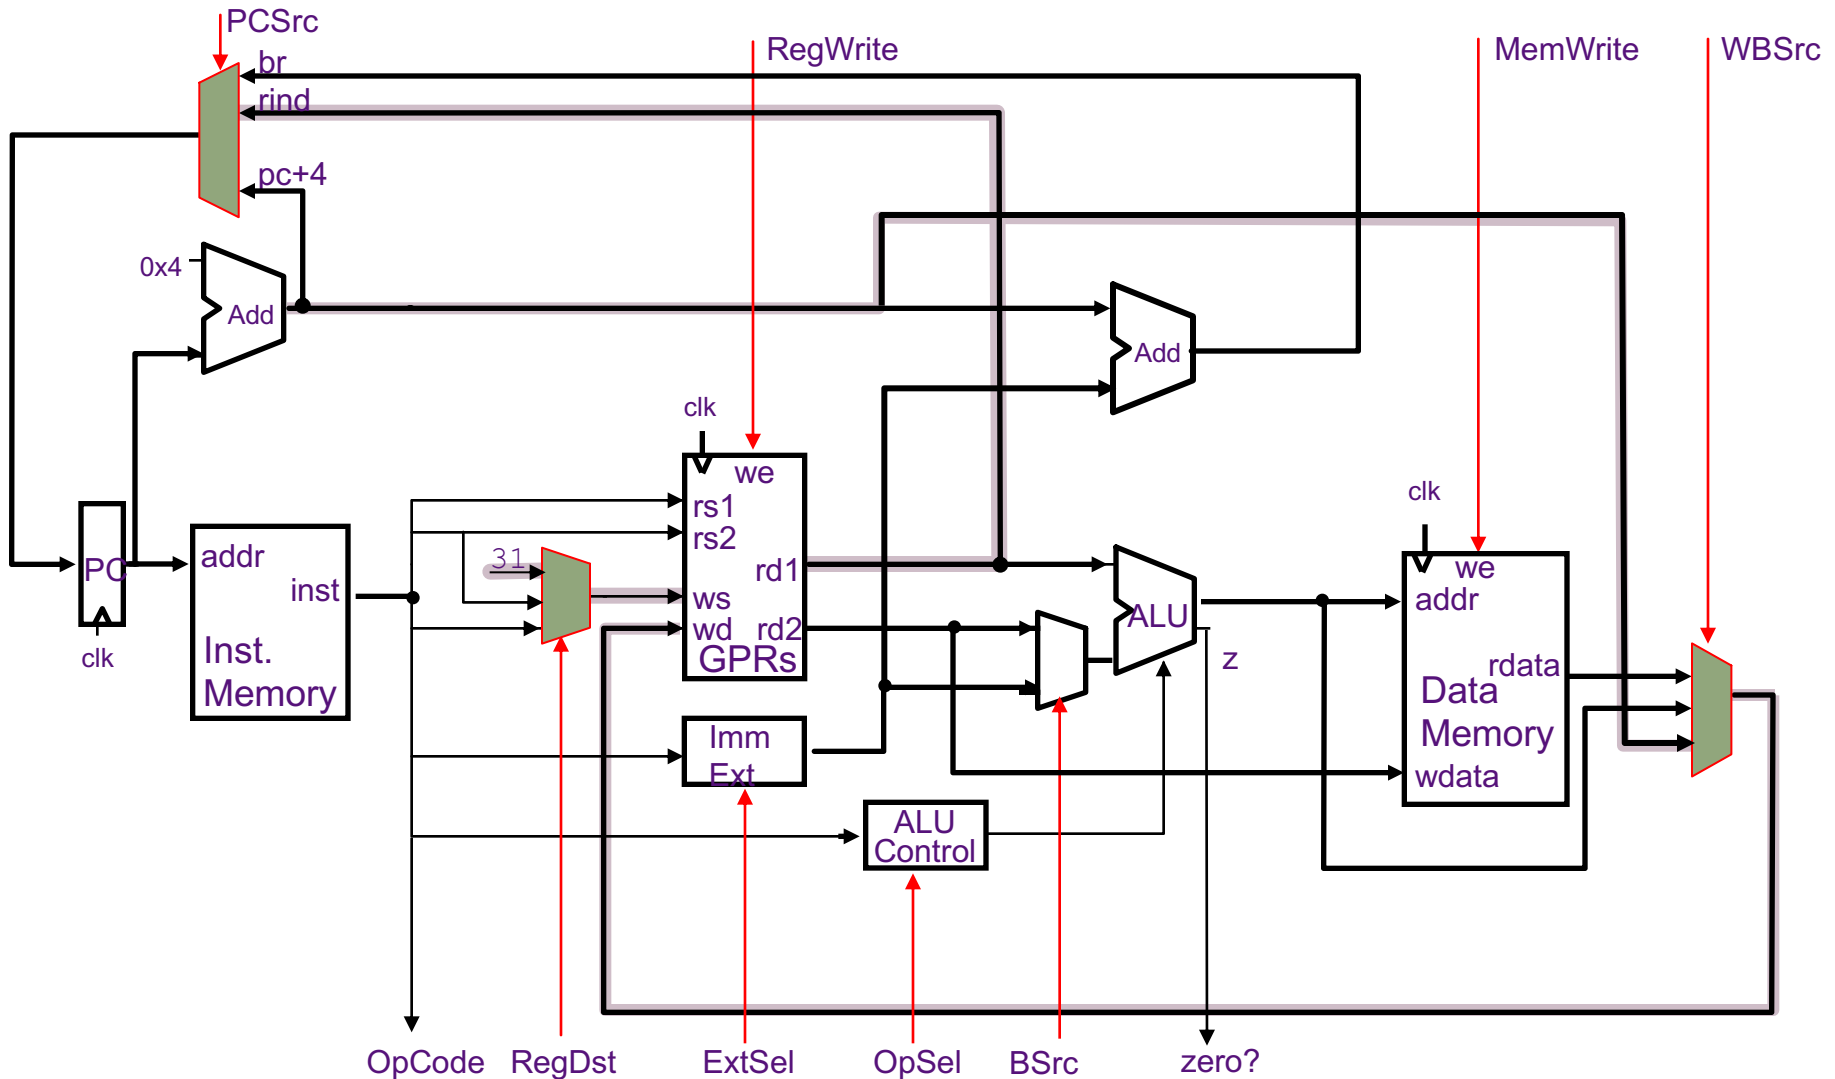 PCSrc
RegWrite
MemWrite
WBSrc
br
rind
pc+4
0x4
Add
Add
clk
we
rs1
rs2
31
rd1
ws
wd
rd2
GPRs
PC
clk
addr
inst
Inst.
Memory
ALU
z
clk
we
addr
rdata
Data
Memory
wdata
Imm
Ext
ALU
Control
OpCode
RegDst
ExtSel
OpSel
BSrc
zero?